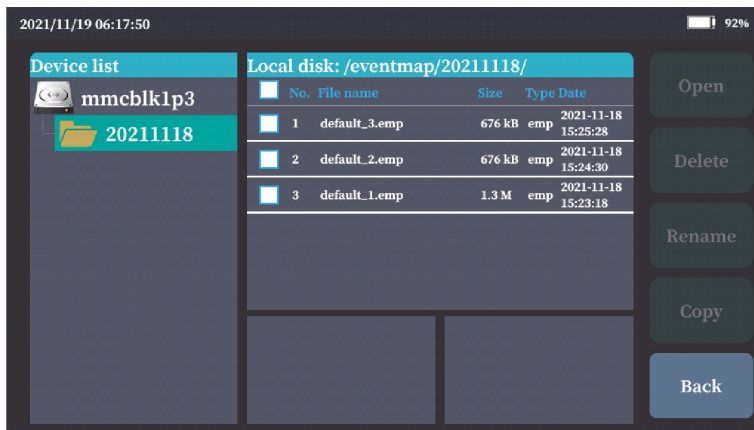 2021/11/19 06:17:50
92%
Device list
mmcblk1p3
20211118
Local disk: /eventmap/20211118/
No. File name Size Type Date
1 default_3.emp 676 kB emp 2021-11-18 15:25:28
2 default_2.emp 676 kB emp 2021-11-18 15:24:30
3 default_1.emp 1.3 M emp 2021-11-18 15:23:18
Open
Delete
Rename
Copy
Back